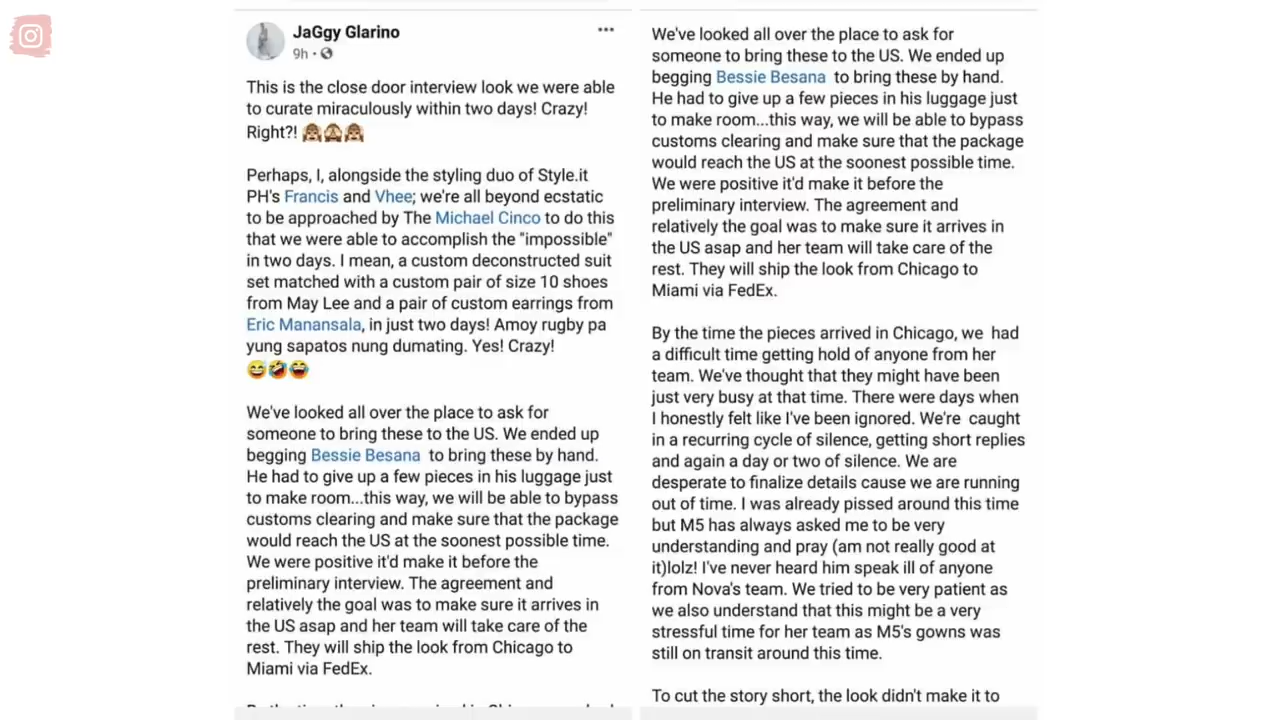 JaGgy Glarino
9h
This is the close door interview look we were able
to curate miraculously within two days! Crazy!
Right?! 🙈🙈🙈
Perhaps, I, alongside the styling duo of Style.it
PH's Francis and Vhee; we're all beyond ecstatic
to be approached by The Michael Cinco to do this
that we were able to accomplish the "impossible"
in two days. I mean, a custom deconstructed suit
set matched with a custom pair of size 10 shoes
from May Lee and a pair of custom earrings from
Eric Manansala, in just two days! Amoy rugby pa
yung sapatos nung dumating. Yes! Crazy!
😅🤣😂
We've looked all over the place to ask for
someone to bring these to the US. We ended up
begging Bessie Besana to bring these by hand.
He had to give up a few pieces in his luggage just
to make room...this way, we will be able to bypass
customs clearing and make sure that the package
would reach the US at the soonest possible time.
We were positive it'd make it before the
preliminary interview. The agreement and
relatively the goal was to make sure it arrives in
the US asap and her team will take care of the
rest. They will ship the look from Chicago to
Miami via FedEx.
We've looked all over the place to ask for
someone to bring these to the US. We ended up
begging Bessie Besana to bring these by hand.
He had to give up a few pieces in his luggage just
to make room...this way, we will be able to bypass
customs clearing and make sure that the package
would reach the US at the soonest possible time.
We were positive it'd make it before the
preliminary interview. The agreement and
relatively the goal was to make sure it arrives in
the US asap and her team will take care of the
rest. They will ship the look from Chicago to
Miami via FedEx.
By the time the pieces arrived in Chicago, we had
a difficult time getting hold of anyone from her
team. We've thought that they might have been
just very busy at that time. There were days when
I honestly felt like I've been ignored. We're caught
in a recurring cycle of silence, getting short replies
and again a day or two of silence. We are
desperate to finalize details cause we are running
out of time. I was already pissed around this time
but M5 has always asked me to be very
understanding and pray (am not really good at
it)lolz! I've never heard him speak ill of anyone
from Nova's team. We tried to be very patient as
we also understand that this might be a very
stressful time for her team as M5's gowns was
still on transit around this time.
To cut the story short, the look didn't make it to